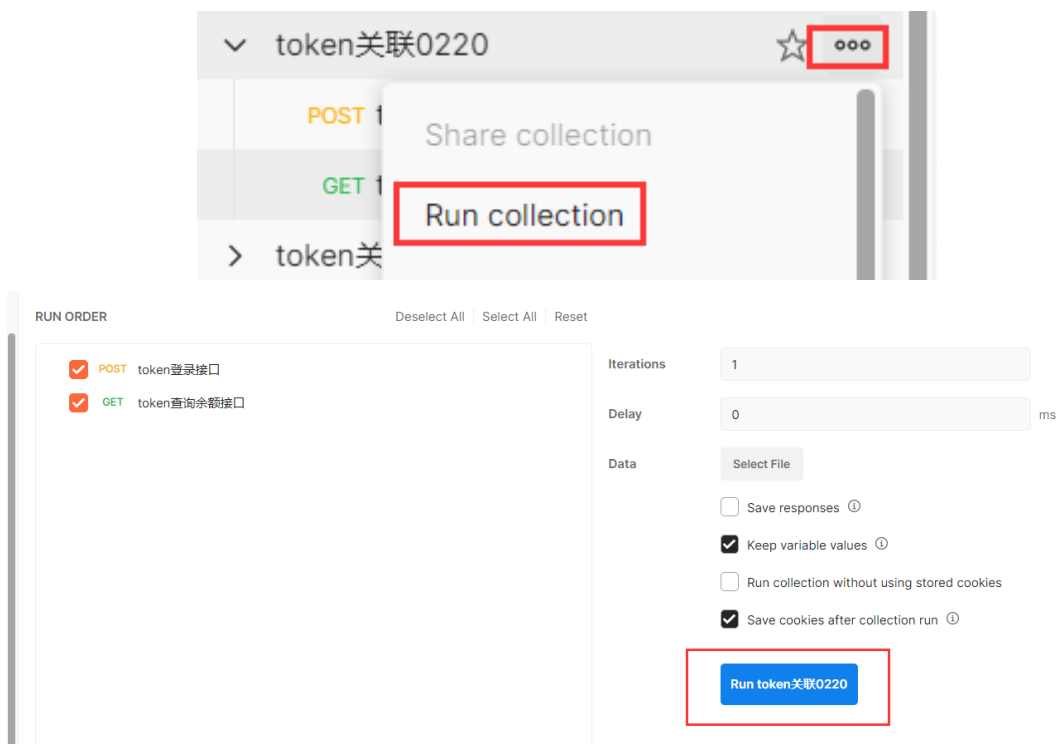 token关联0220
POST
Share collection
GET
Run collection
token关
RUN ORDER
Deselect All Select All Reset
POST token登录接口
GET token查询余额接口
Iterations 1
Delay 0 ms
Data Select File
Save responses
Keep variable values
Run collection without using stored cookies
Save cookies after collection run
Run token关联0220